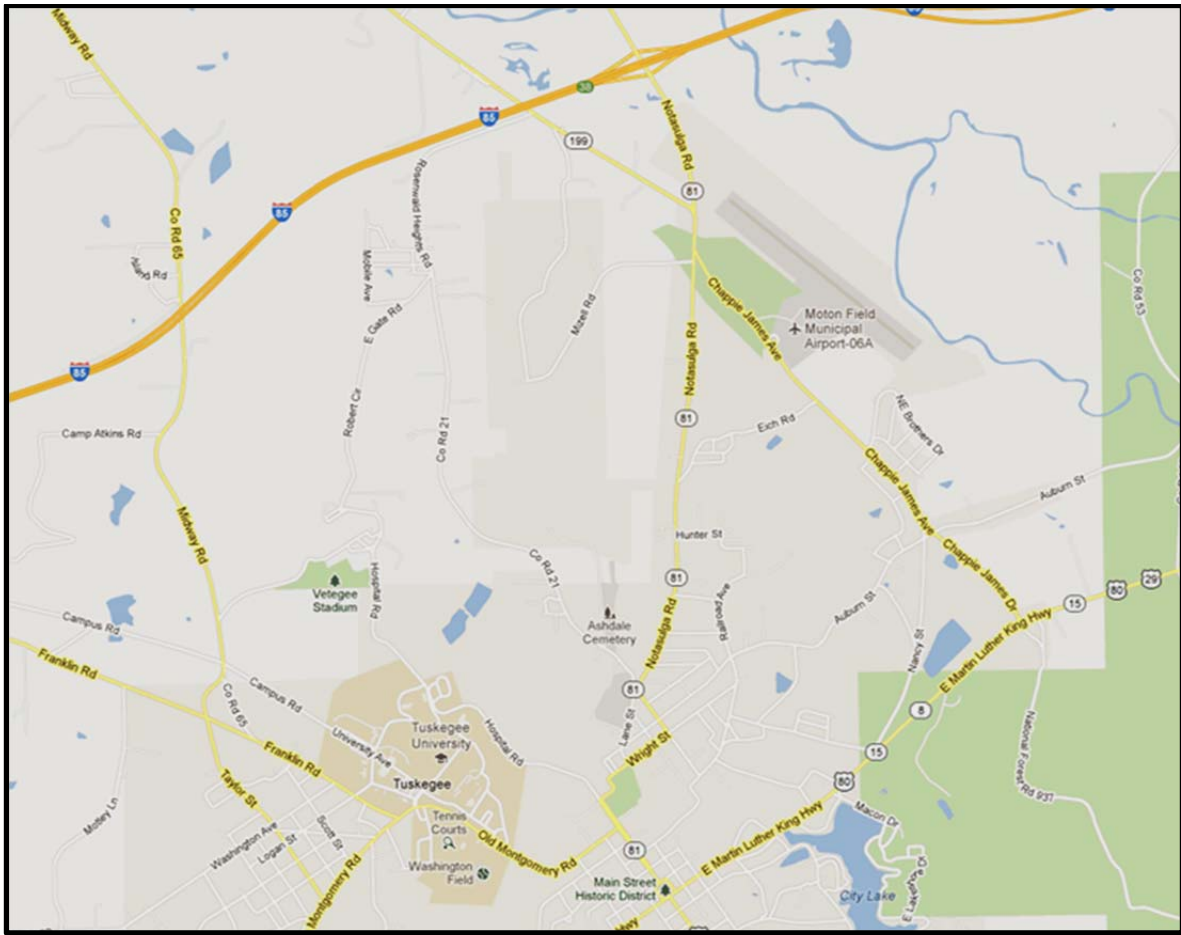 Midway Rd
38
85
Notasulga Rd
199
81
Rosenwald Heights Rd
85
Co Rd 65
Mobile Ave
Co Rd 53
Chappie James Ave
Mizell Rd
Moton Field
Municipal
Airport-06A
E Gate Rd
Notasulga Rd
85
Robert Cir
81
Eich Rd
NE Brothers Dr
Camp Atkins Rd
Co Rd 21
Chappie James Ave
Auburn St
Midway Rd
Hunter St
Chappie James Dr
Co Rd 21
Hospital Rd
81
80
29
Vetegee
Stadium
15
Auburn St
Railroad Ave
E Martin Luther King Hwy
Ashdale
Cemetery
Notasulga Rd
Campus Rd
Nancy St
Franklin Rd
81
Campus Rd
Co Rd 65
8
Lane St
Tuskegee
University
Hospital Rd
University Ave
Wright St
National Forest Rd 937
Franklin Rd
15
Tuskegee
80
Taylor St
Motley Ln
Macon Dr
Tennis
Courts
Scott St
E Martin Luther King Hwy
Washington Ave
Old Montgomery Rd
Logan St
81
Washington
Field
Main Street
Historic District
Montgomery Rd
City Lake
Hwy